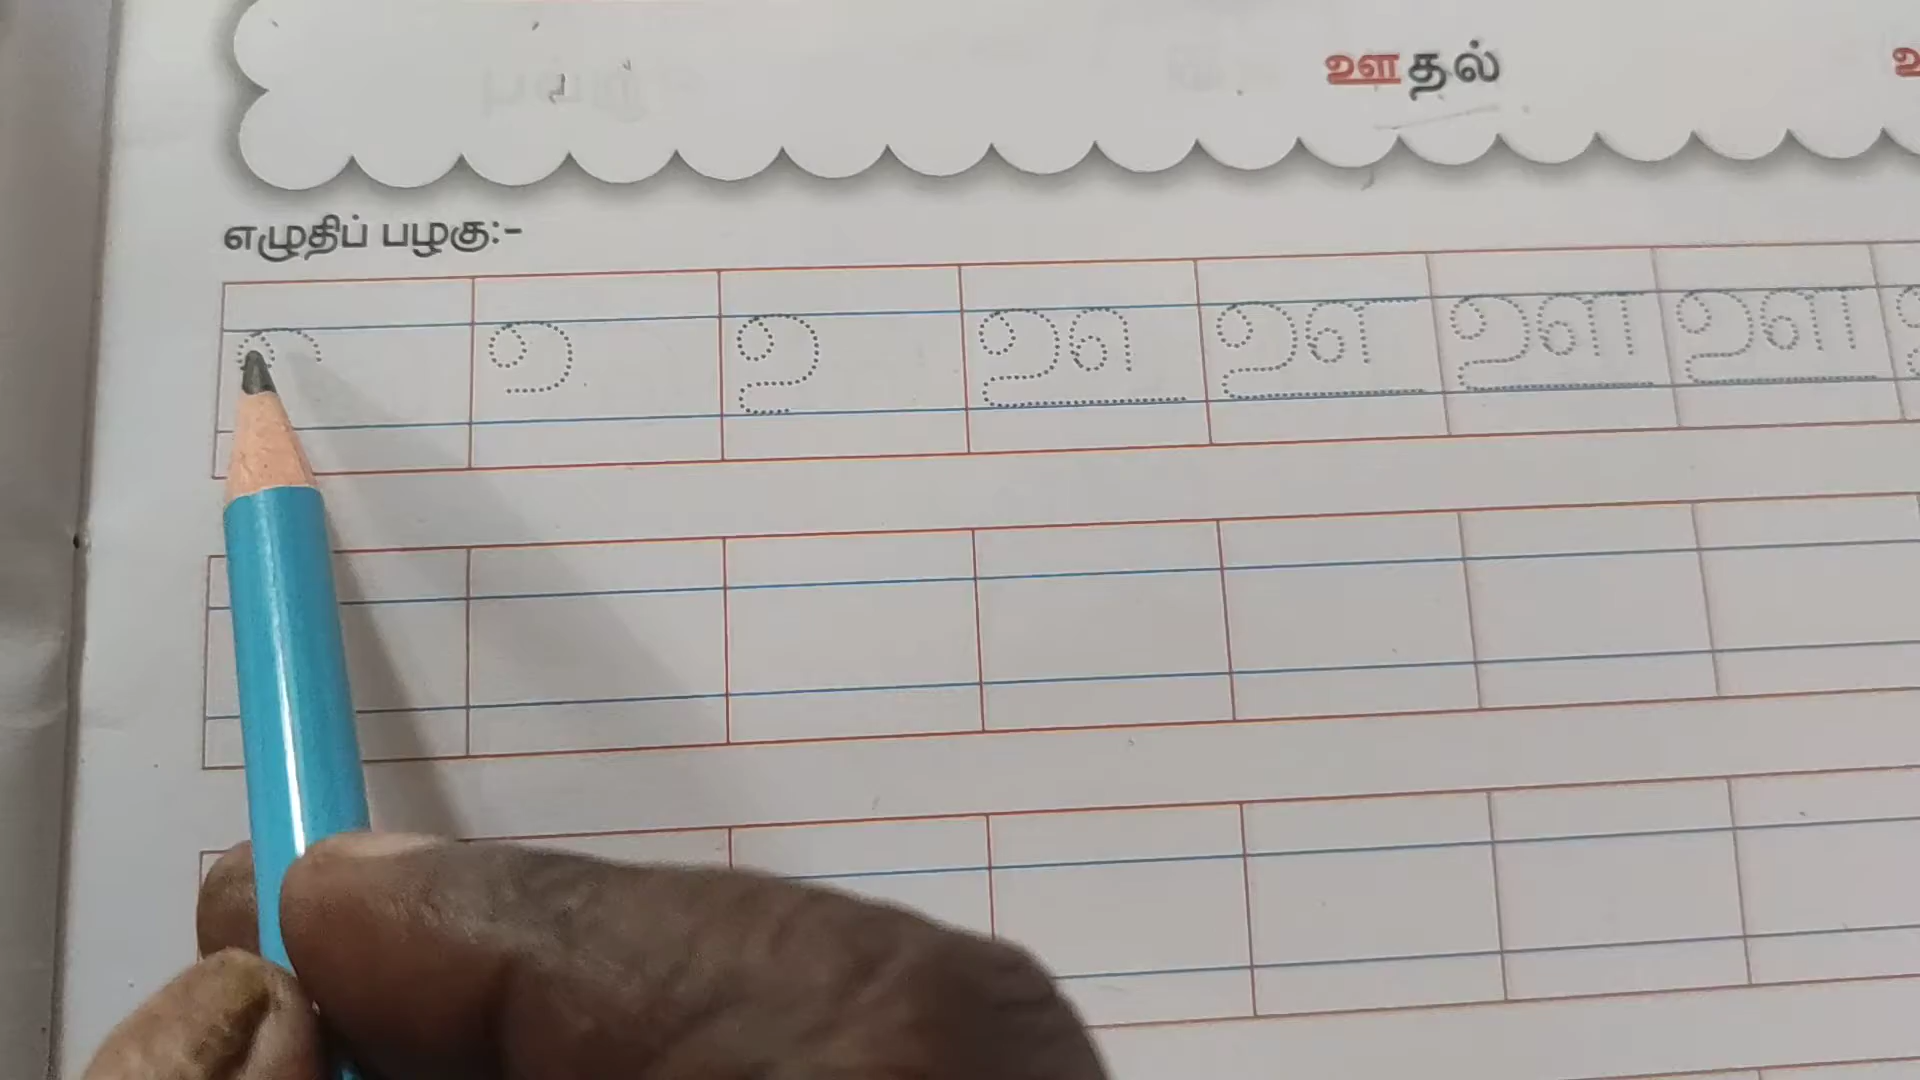 ஊதல்
எழுதிப் பழகு:-
உ ஊ ஊ ஊ ஊ